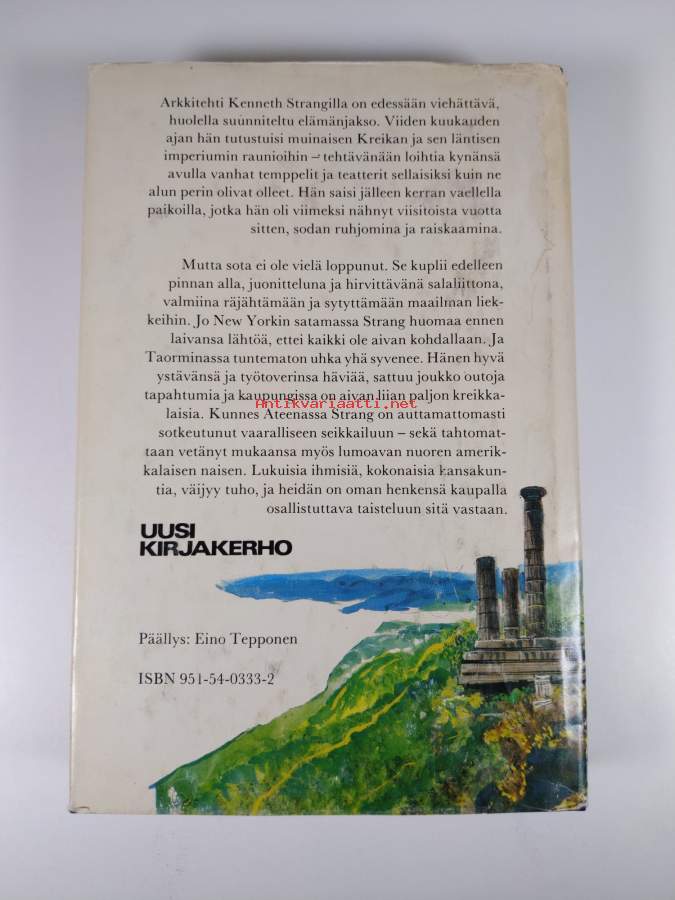 Arkkitehti Kenneth Strangilla on edessään viehättävä,
huolella suunniteltu elämänjakso. Viiden kuukauden
ajan hän tutustuisi muinaisen Kreikan ja sen läntisen
imperiumin raunioihin – tehtävänään loihtia kynänsä
avulla vanhat temppelit ja teatterit sellaisiksi kuin ne
alun perin olivat olleet. Hän saisi jälleen kerran vaellella
paikoilla, jotka hän oli viimeksi nähnyt viisitoista vuotta
sitten, sodan ruhjomina ja raiskaamina.
Mutta sota ei ole vielä loppunut. Se kuplii edelleen
pinnan alla, juonitteluna ja hirvittävänä salaliittona,
valmiina räjähtämään ja sytyttämään maailman liek-
keihin. Jo New Yorkin satamassa Strang huomaa ennen
laivansa lähtöä, ettei kaikki ole aivan kohdallaan. Ja
Taorminassa tuntematon uhka yhä syvenee. Hänen hyvä
ystävänsä ja työtoverinsa häviää, sattuu joukko outoja
tapahtumia ja kaupungissa on aivan liian paljon kreikka-
Antikvariaatti.net
laisia. Kunnes Ateenassa Strang on auttamattomasti
sotkeutunut vaaralliseen seikkailuun – sekä tahtomat-
taan vetänyt mukaansa myös lumoavan nuoren amerik-
kalaisen naisen. Lukuisia ihmisiä, kokonaisia kansakun-
tia, väijyy tuho, ja heidän on oman henkensä kaupalla
osallistuttava taisteluun sitä vastaan.
UUSI
KIRJAKERHO
Päällys: Eino Tepponen
ISBN 951-54-0333-2